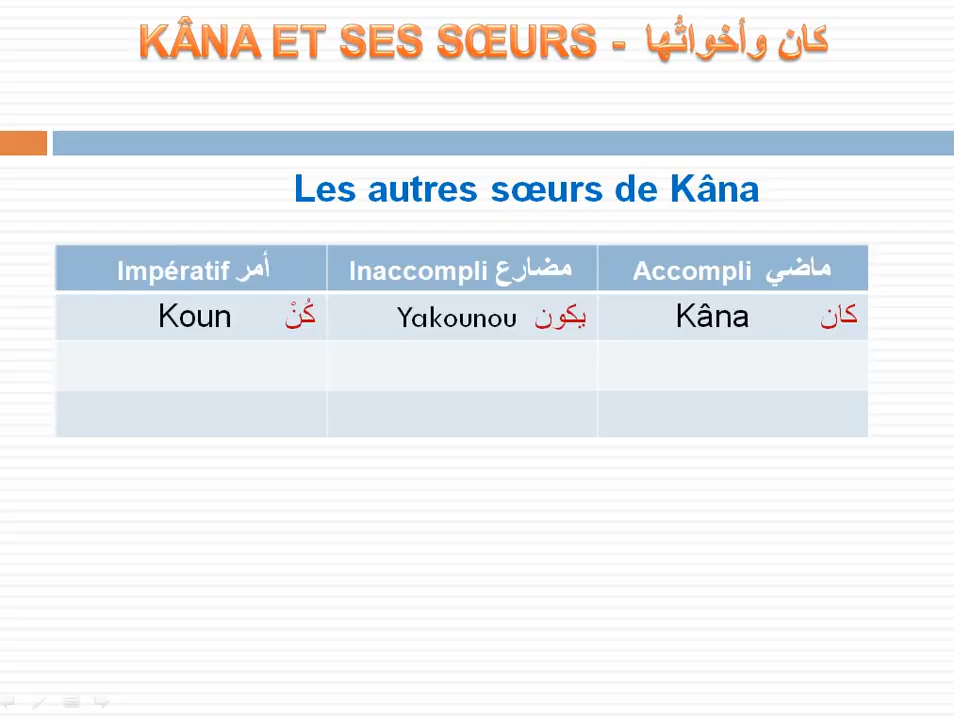 KÂNA ET SES SŒURS - كان وأخواتُها
Les autres sœurs de Kâna
Impératif أمر Inaccompli مضارع Accompli ماضي
Koun كُنْ Yakounou يكون Kâna كان